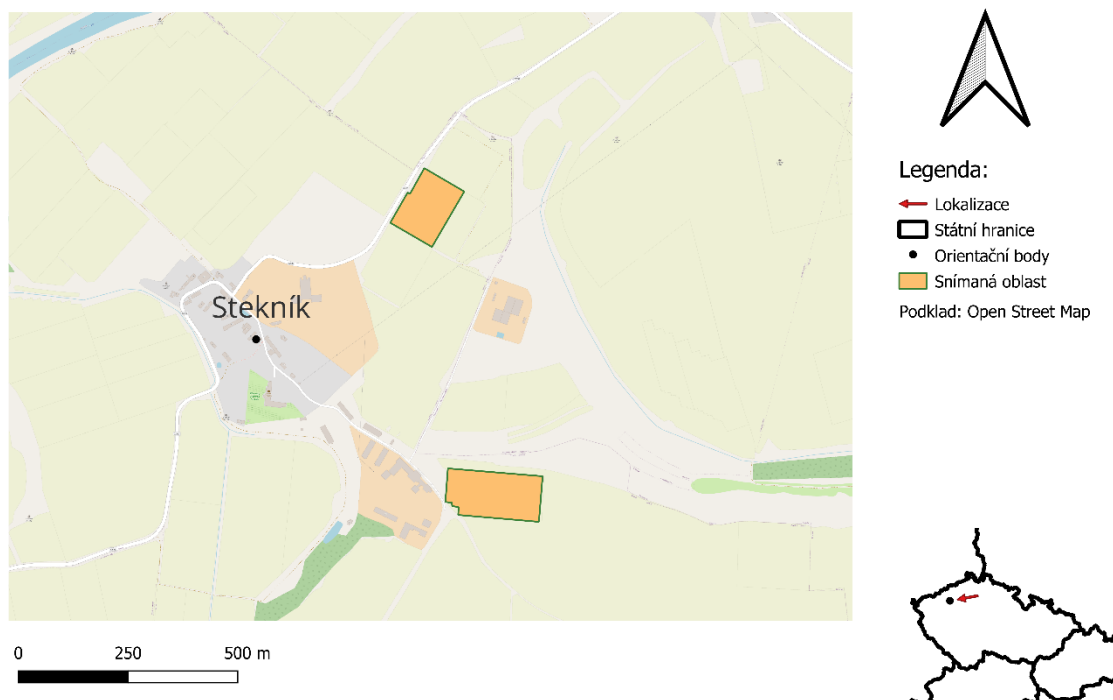 Stekník
0 250 500 m
Legenda:
Lokalizace
Státní hranice
Orientační body
Snímaná oblast
Podklad: Open Street Map